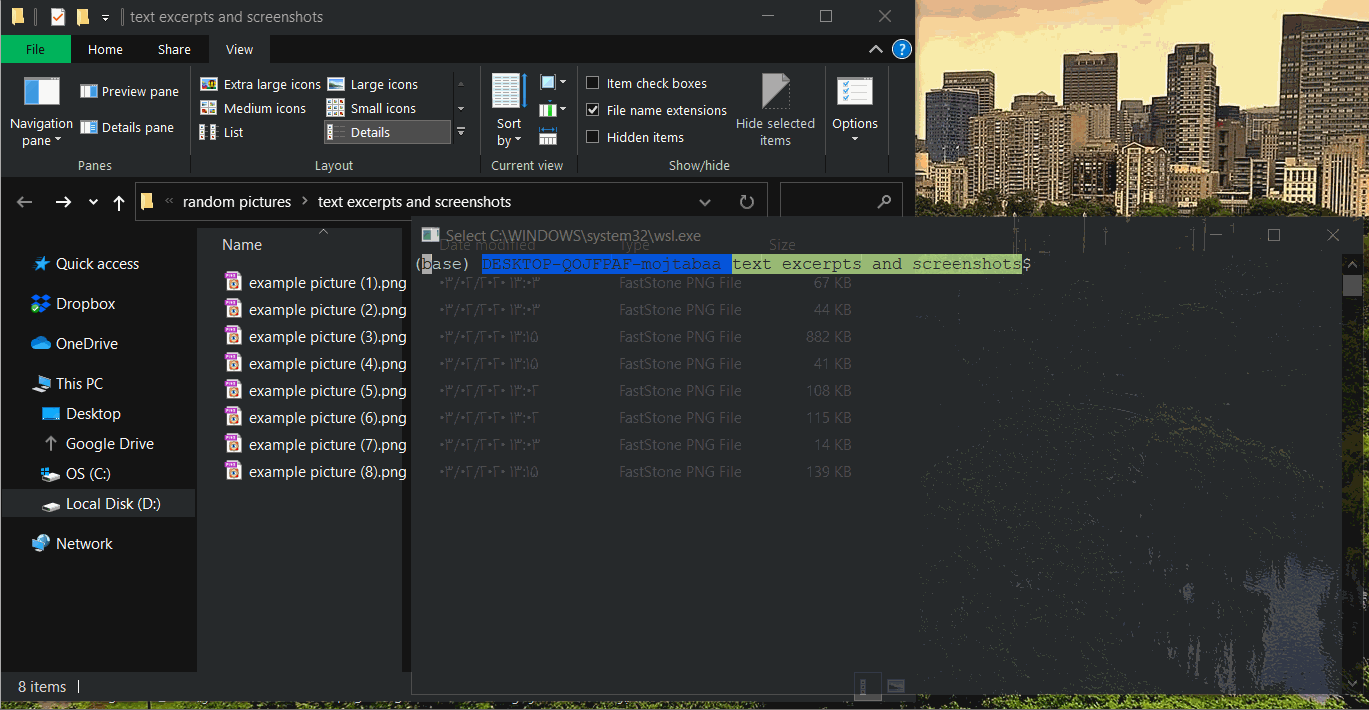 text excerpts and screenshots
File Home Share View
Navigation pane
Preview pane
Details pane
Panes
Extra large icons Large icons
Medium icons Small icons
List Details
Layout
Sort by
Current view
Item check boxes
File name extensions
Hidden items
Hide selected items
Show/hide
Options
« random pictures › text excerpts and screenshots
Quick access
Dropbox
OneDrive
This PC
Desktop
Google Drive
OS (C:)
Local Disk (D:)
Network
Name Date modified Type Size
example picture (1).png ۰۳/۰۲/۲۰۲۰ ۱۳:۰۳ FastStone PNG File 67 KB
example picture (2).png ۰۳/۰۲/۲۰۲۰ ۱۳:۰۳ FastStone PNG File 44 KB
example picture (3).png ۰۳/۰۲/۲۰۲۰ ۱۳:۱۵ FastStone PNG File 882 KB
example picture (4).png ۰۳/۰۲/۲۰۲۰ ۱۳:۱۵ FastStone PNG File 41 KB
example picture (5).png ۰۳/۰۲/۲۰۲۰ ۱۳:۰۲ FastStone PNG File 108 KB
example picture (6).png ۰۳/۰۲/۲۰۲۰ ۱۳:۰۲ FastStone PNG File 115 KB
example picture (7).png ۰۳/۰۲/۲۰۲۰ ۱۳:۰۳ FastStone PNG File 14 KB
example picture (8).png ۰۳/۰۲/۲۰۲۰ ۱۳:۱۵ FastStone PNG File 139 KB
8 items
Select C:\WINDOWS\system32\wsl.exe
(base) DESKTOP-QOJFPAF-mojtabaa text excerpts and screenshots$